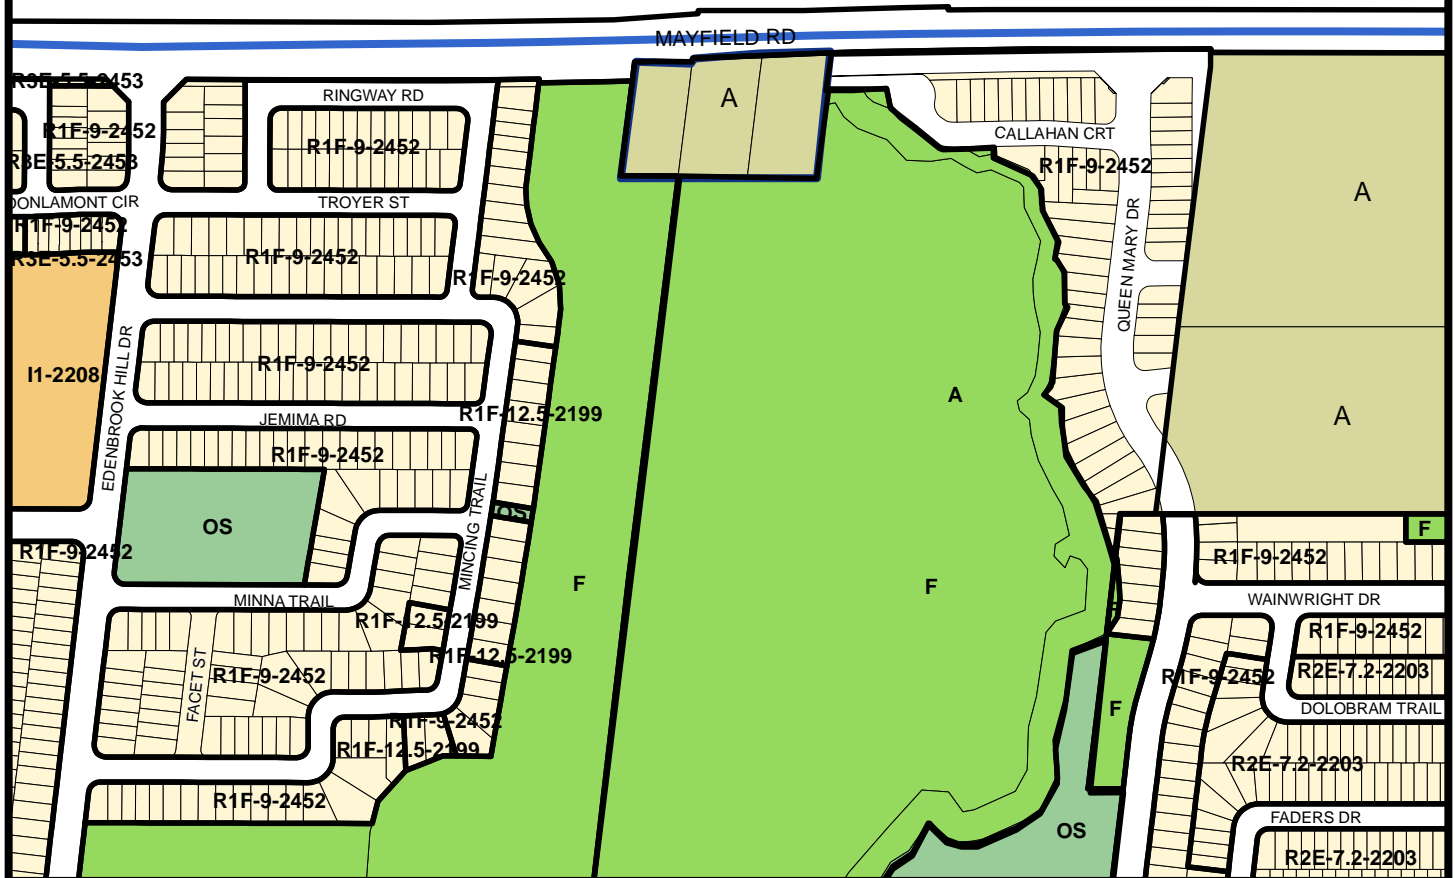 MAYFIELD RD
R3E-5.5-2453
RINGWAY RD
A
R1F-9-2452
R1F-9-2452
CALLAHAN CRT
R3E-5.5-2453
R1F-9-2452
DONLAMONT CIR
TROYER ST
A
R1F-9-2452
R3E-5.5-2453
R1F-9-2452
R1F-9-2452
QUEEN MARY DR
I1-2208
EDENBROOK HILL DR
R1F-9-2452
A
R1F-12.5-2199
A
JEMIMA RD
R1F-9-2452
OS
OS
MINCING TRAIL
F
R1F-9-2452
R1F-9-2452
F
F
MINNA TRAIL
WAINWRIGHT DR
F
R1F-12.5-2199
R1F-9-2452
R1F-12.5-2199
FACET ST
R1F-9-2452
R1F-9-2452
R2E-7.2-2203
F
DOLOBRAM TRAIL
R1F-9-2452
R1F-12.5-2199
R2E-7.2-2203
R1F-9-2452
FADERS DR
OS
R2E-7.2-2203